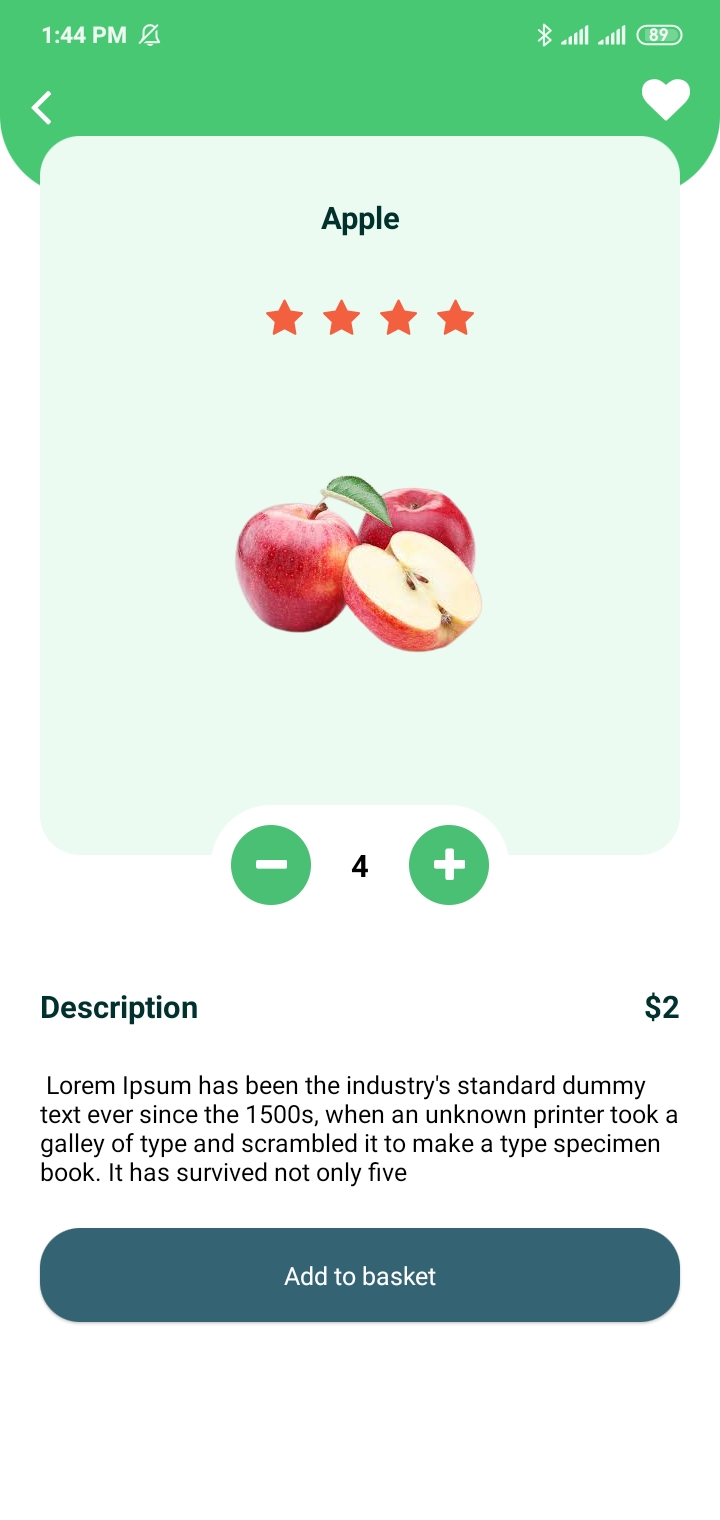 1:44 PM
89
Apple
4
Description
$2
Lorem Ipsum has been the industry's standard dummy
text ever since the 1500s, when an unknown printer took a
galley of type and scrambled it to make a type specimen
book. It has survived not only five
Add to basket